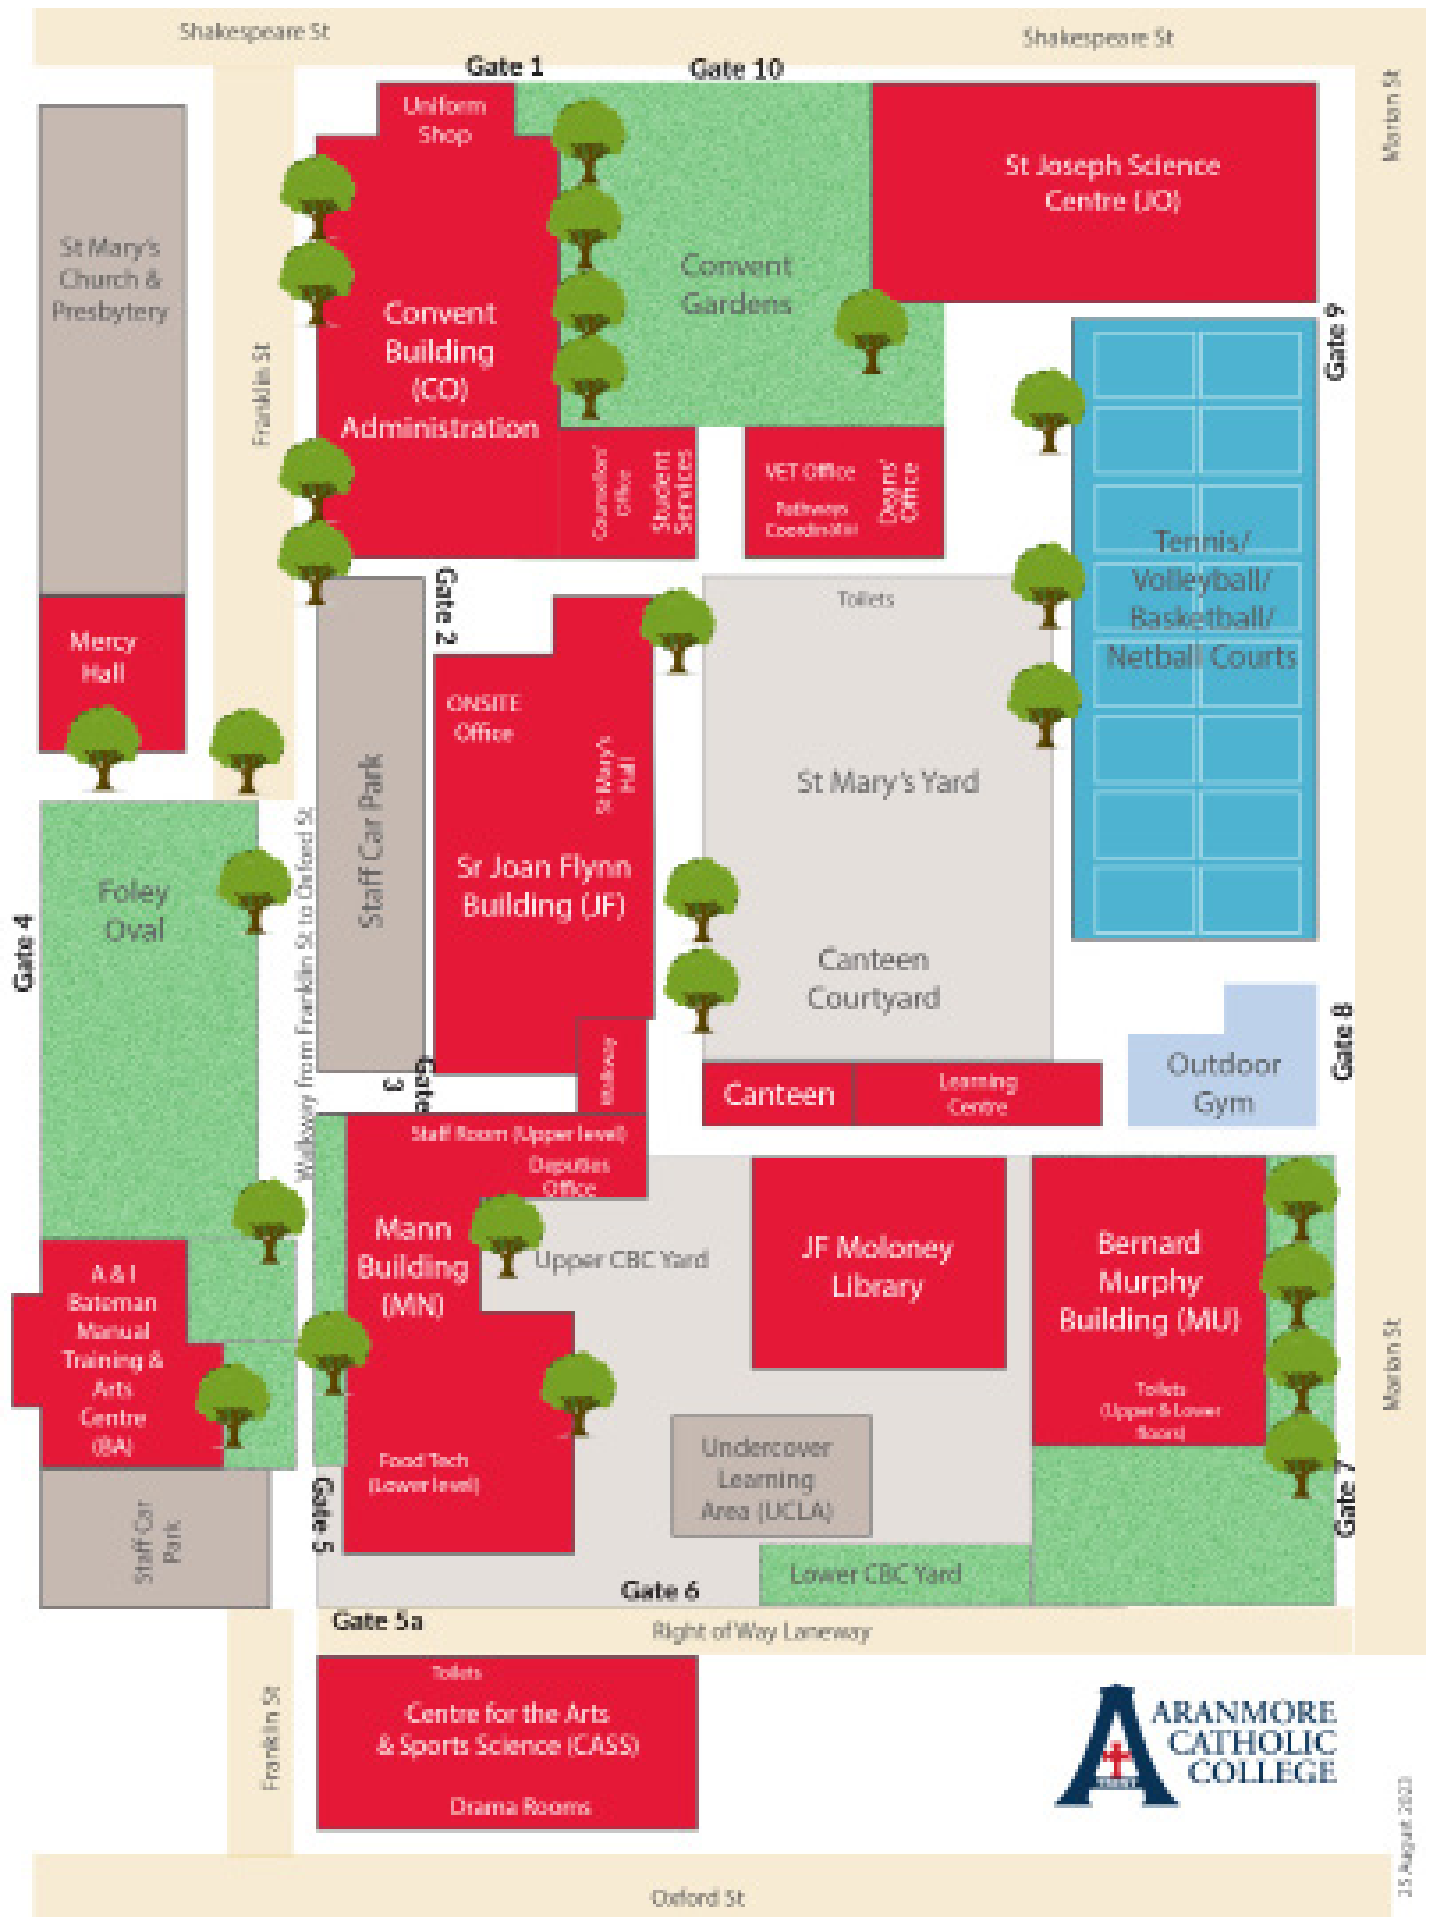 Shakespeare St
Shakespeare St
Gate 1
Gate 10
Marian St
Uniform
Shop
St Joseph Science
Centre (JO)
St Mary's
Church &
Presbytery
Convent
Gardens
Convent
Building
(CO)
Administration
Franklin St
Gate 9
Counsellors'
Office
Student
Services
VET Office
Pathways
Coordinator
Deans'
Office
Tennis/
Volleyball/
Basketball/
Netball Courts
Gate 2
Toilets
Mercy
Hall
ONSITE
Office
St Mary's
Hall
St Mary's Yard
Staff Car Park
Sr Joan Flynn
Building (JF)
Foley
Oval
Gate 4
Walkway from Franklin St to Oxford St
Canteen
Courtyard
Gate 8
Outdoor
Gym
Gate
3
Walkway
Canteen
Learning
Centre
Staff Room (Upper level)
Deputies
Office
Mann
Building
(MN)
Upper CBC Yard
JF Moloney
Library
Bernard
Murphy
Building (MU)
Toilets
(Upper & Lower
floors)
Marian St
A & I
Bateman
Manual
Training &
Arts
Centre
(BA)
Food Tech
(Lower level)
Undercover
Learning
Area (UCLA)
Gate 5
Gate 7
Staff Car
Park
Lower CBC Yard
Gate 6
Gate 5a
Right of Way Laneway
Toilets
Centre for the Arts
& Sports Science (CASS)
Drama Rooms
Franklin St
ARANMORE
CATHOLIC
COLLEGE
Oxford St